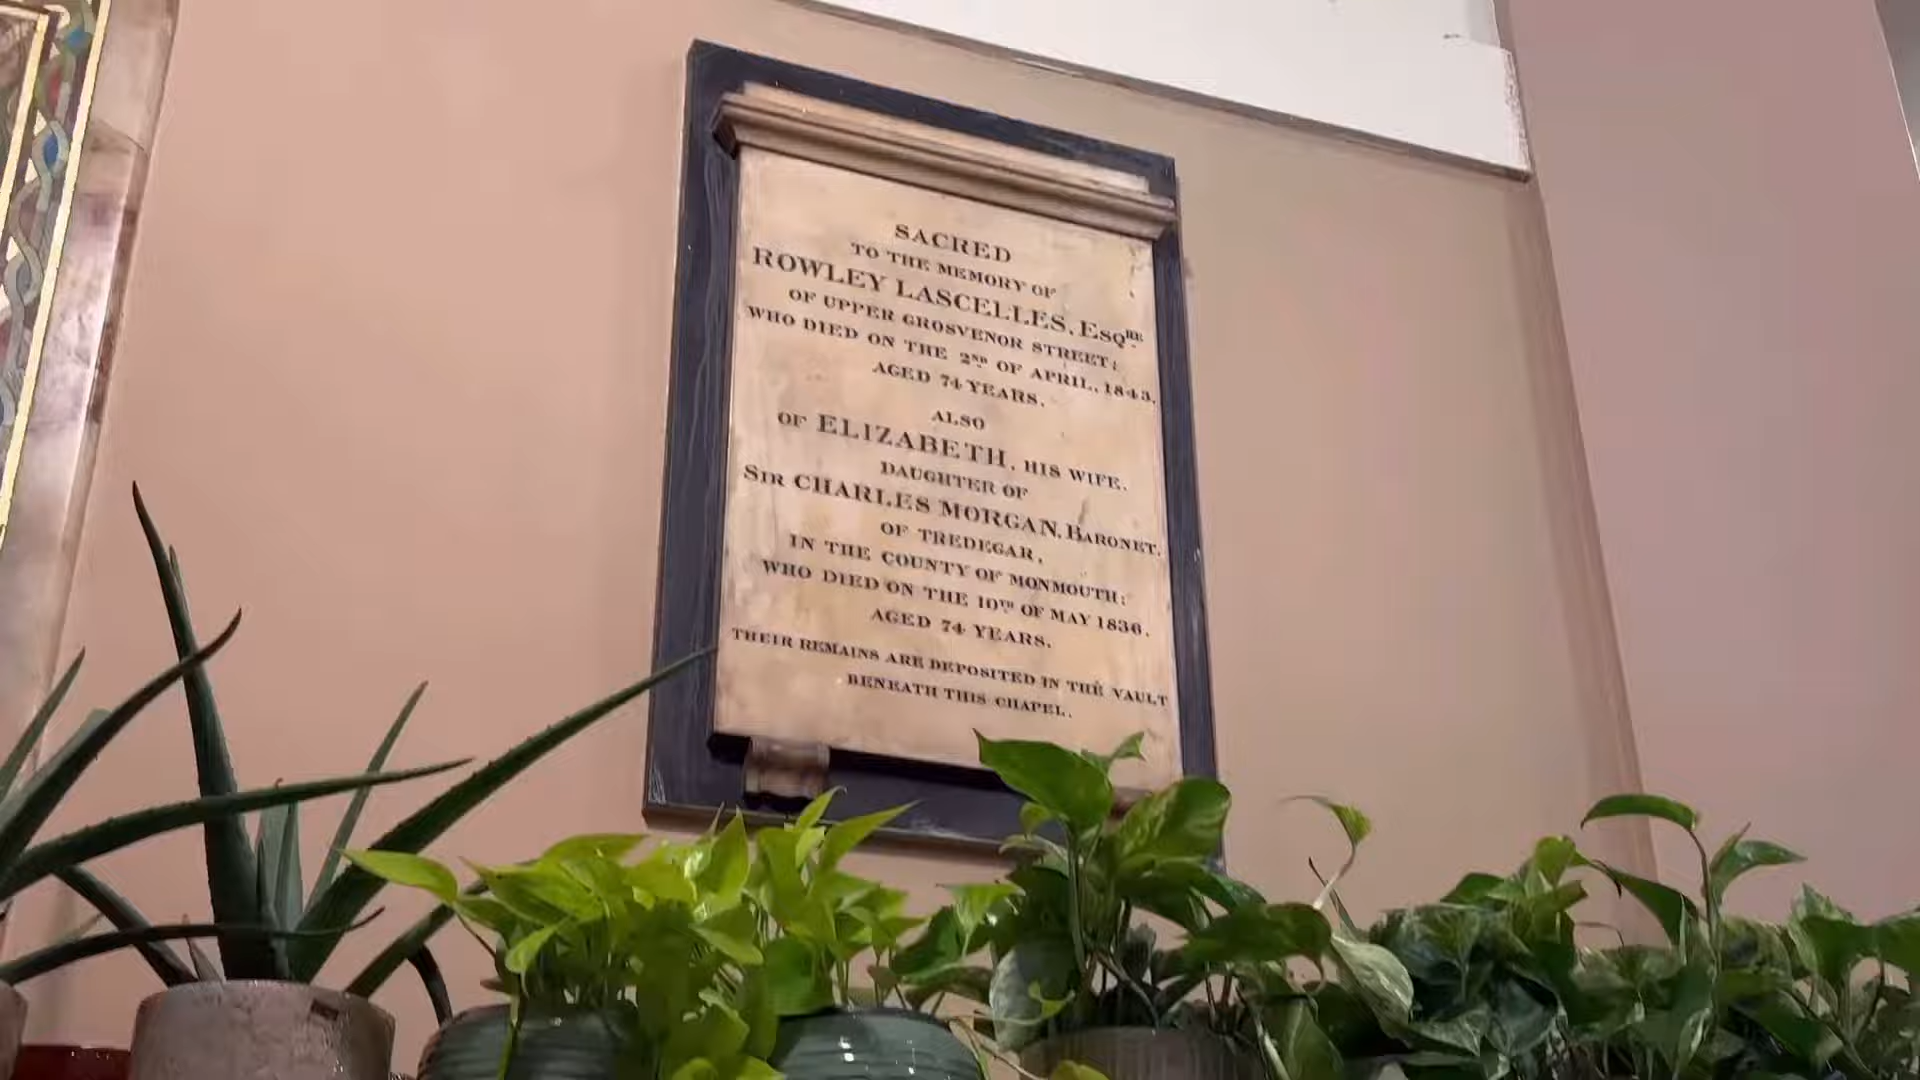 SACRED
TO THE MEMORY OF
ROWLEY LASCELLES, ESQRE
OF UPPER GROSVENOR STREET;
WHO DIED ON THE 2ND OF APRIL, 1843,
AGED 74 YEARS.
ALSO
OF ELIZABETH, HIS WIFE,
DAUGHTER OF
SIR CHARLES MORGAN, BARONET,
OF TREDEGAR,
IN THE COUNTY OF MONMOUTH;
WHO DIED ON THE 10TH OF MAY 1836,
AGED 74 YEARS.
THEIR REMAINS ARE DEPOSITED IN THE VAULT
BENEATH THIS CHAPEL.